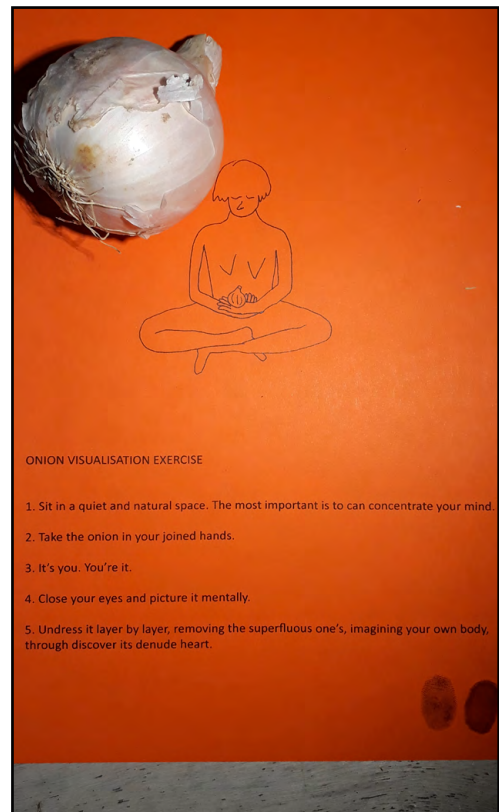 ONION VISUALISATION EXERCISE
1. Sit in a quiet and natural space. The most important is to can concentrate your mind.
2. Take the onion in your joined hands.
3. It's you. You're it.
4. Close your eyes and picture it mentally.
5. Undress it layer by layer, removing the superfluous one's, imagining your own body,
through discover its denude heart.